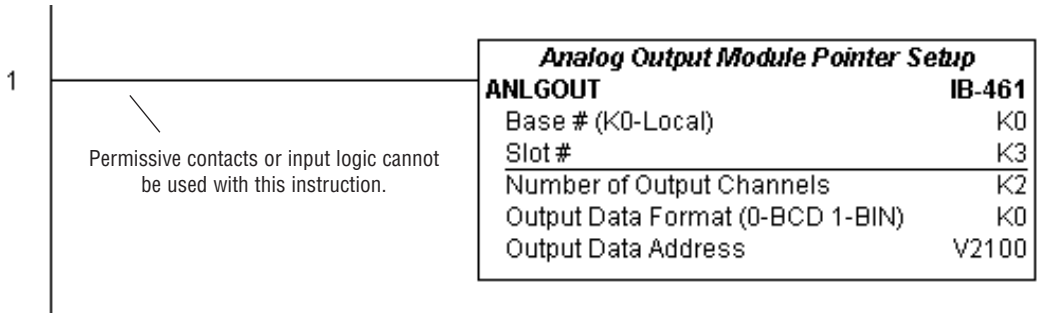 1
Analog Output Module Pointer Setup
ANLGOUT IB-461
Base # (K0-Local) K0
Slot # K3
Number of Output Channels K2
Output Data Format (0-BCD 1-BIN) K0
Output Data Address V2100
Permissive contacts or input logic cannot
be used with this instruction.